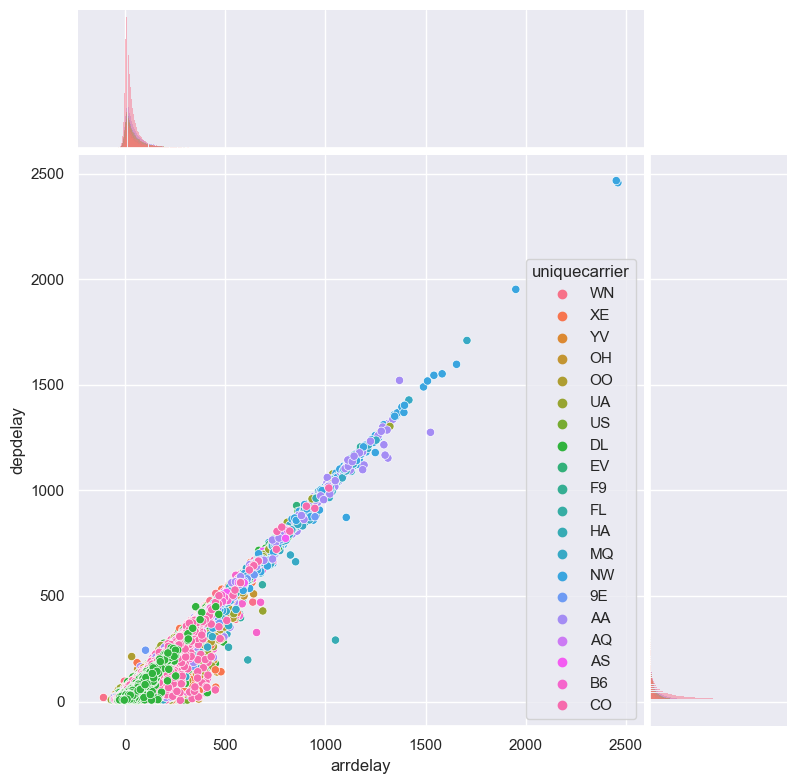 2500
2000
1500
1000
500
0
depdelay
uniquecarrier
WN
XE
YV
OH
OO
UA
US
DL
EV
F9
FL
HA
MQ
NW
9E
AA
AQ
AS
B6
CO
0 500 1000 1500 2000 2500
arrdelay